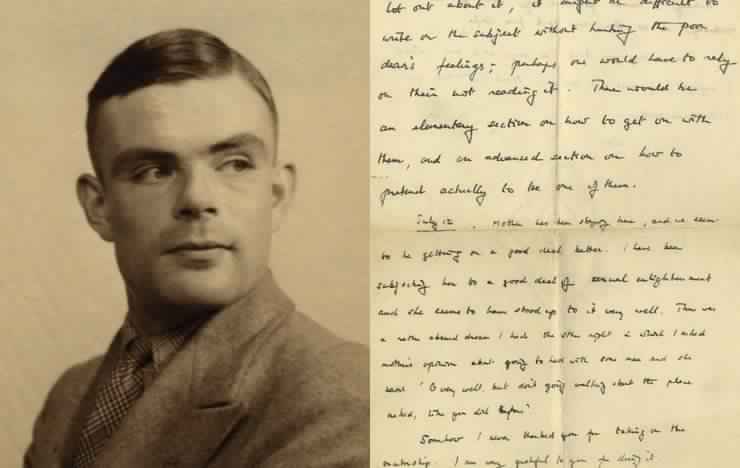 lot out about it, it might be difficult to
write on the subject without hurting the poor
dears feelings; perhaps one would have to rely
on their not reading it. There would be
an elementary section on how to get on with
them, and an advanced section on how to
pretend actually to be one of them.
July 12. Mother has been staying here, and we seem
to be getting on a good deal better. I have been
subjecting her to a good deal of sexual enlightenment
and she seems to have stood up to it very well. There was
a rather absurd dream I had the other night in which I asked
mother's opinion about going to bed with some men and she
said 'O very well, but don't go walking about the place
naked, like you did before'
Somehow I never thanked you for taking on the
I am very grateful to you for doing it